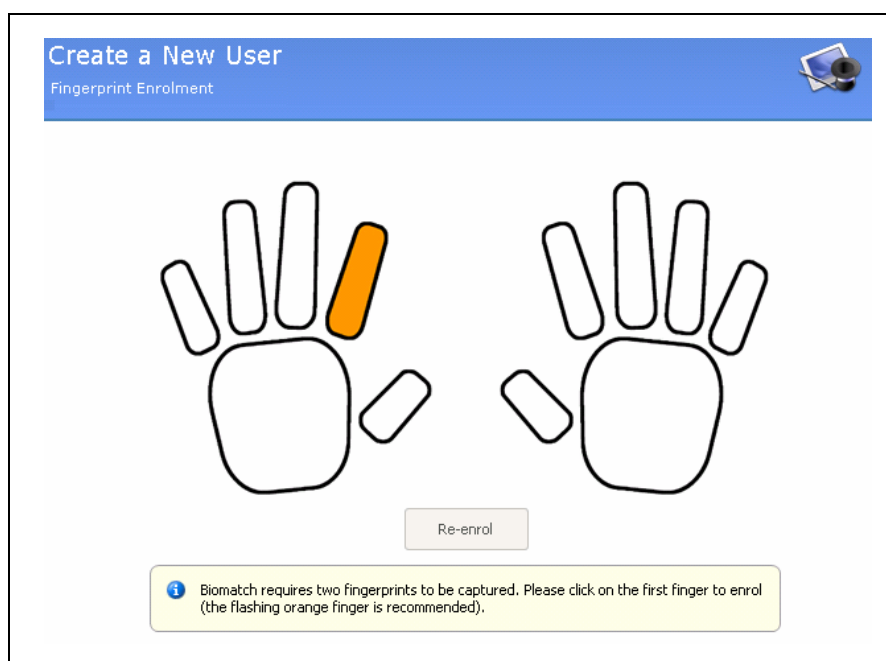 Create a New User
Fingerprint Enrolment
Re-enrol
Biomatch requires two fingerprints to be captured. Please click on the first finger to enrol
(the flashing orange finger is recommended).